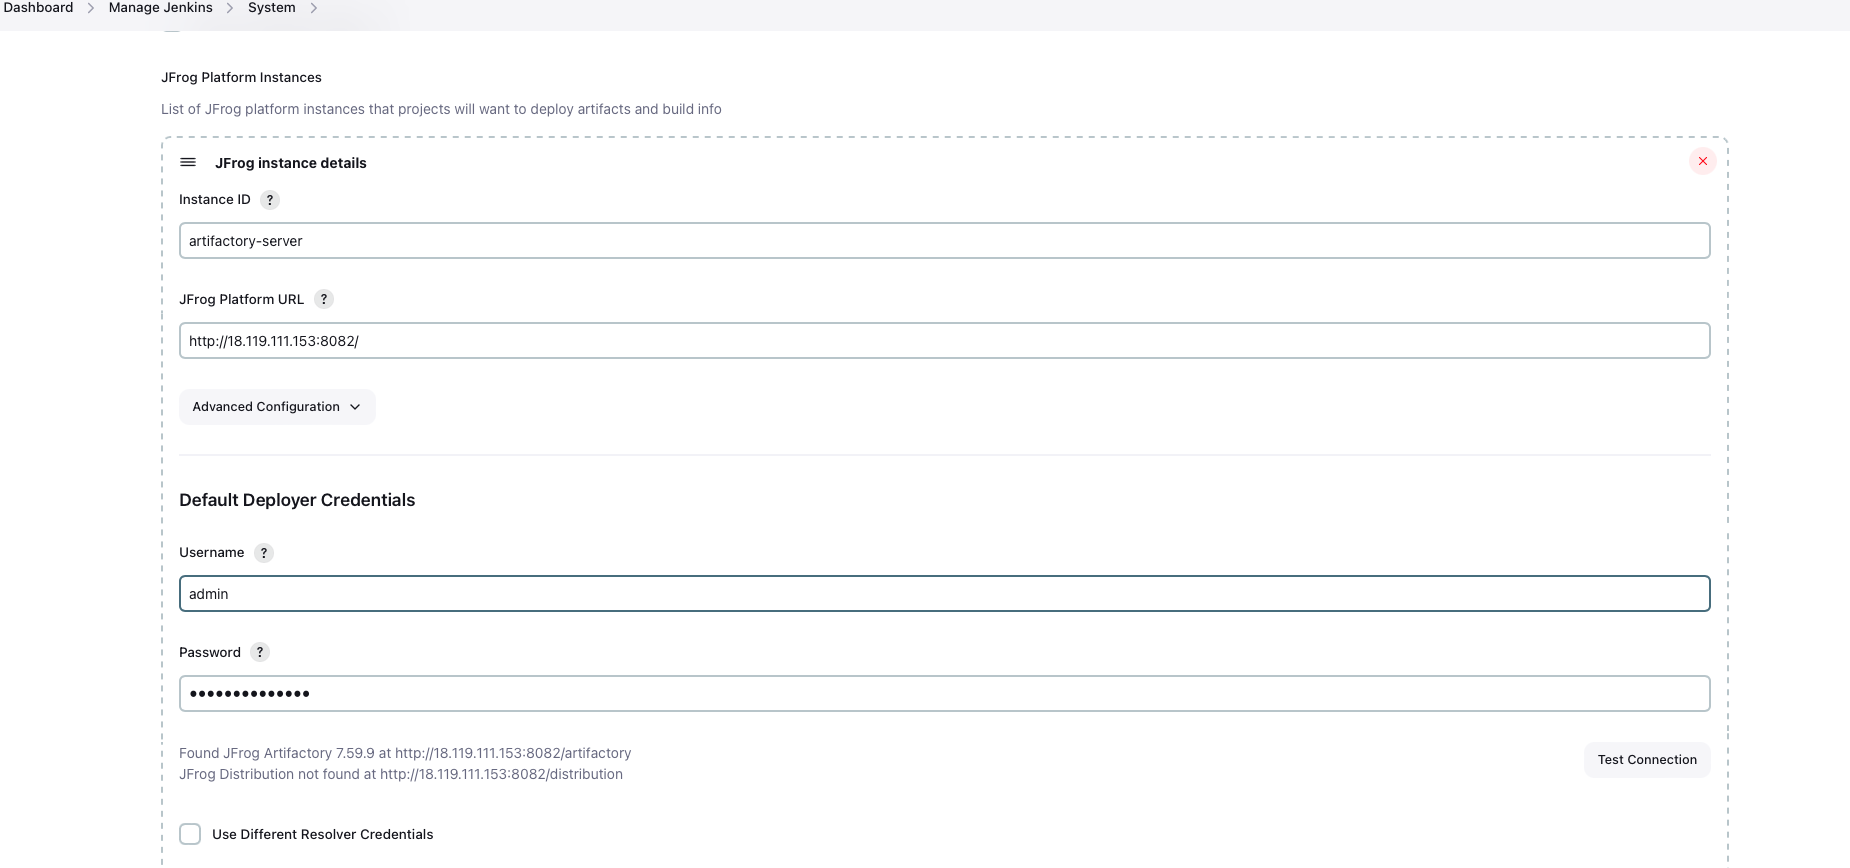 Dashboard > Manage Jenkins > System >
JFrog Platform Instances
List of JFrog platform instances that projects will want to deploy artifacts and build info
JFrog instance details
Instance ID ?
artifactory-server
JFrog Platform URL ?
http://18.119.111.153:8082/
Advanced Configuration
Default Deployer Credentials
Username ?
admin
Password ?
••••••••••••••
Found JFrog Artifactory 7.59.9 at http://18.119.111.153:8082/artifactory
JFrog Distribution not found at http://18.119.111.153:8082/distribution
Test Connection
Use Different Resolver Credentials